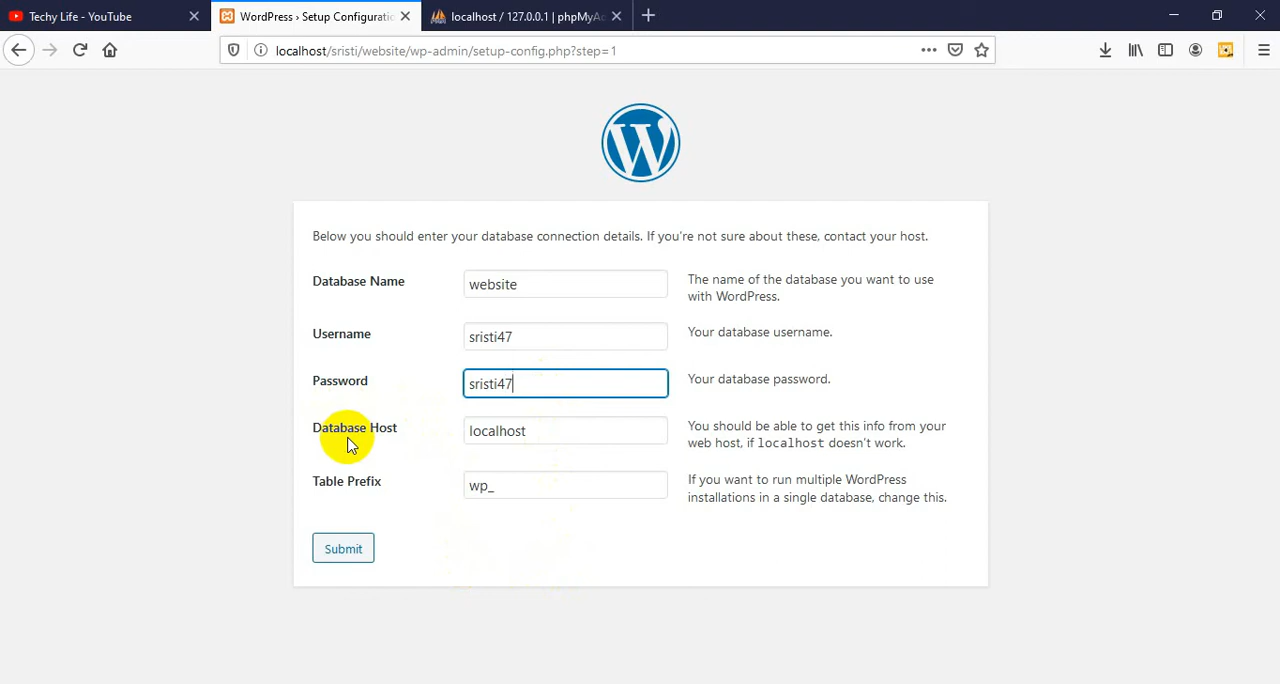 Techy Life - YouTube
WordPress › Setup Configuratio
localhost / 127.0.0.1 | phpMyAd
localhost/sristi/website/wp-admin/setup-config.php?step=1
Below you should enter your database connection details. If you're not sure about these, contact your host.
Database Name
website
The name of the database you want to use
with WordPress.
Username
sristi47
Your database username.
Password
sristi47
Your database password.
Database Host
localhost
You should be able to get this info from your
web host, if localhost doesn't work.
Table Prefix
wp_
If you want to run multiple WordPress
installations in a single database, change this.
Submit